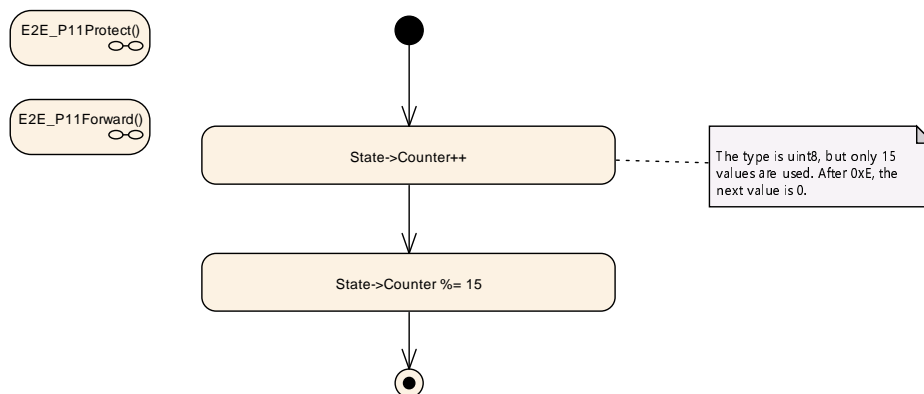 E2E_P11Protect()
E2E_P11Forward()
State->Counter++
The type is uint8, but only 15
values are used. After 0xE, the
next value is 0.
State->Counter %= 15